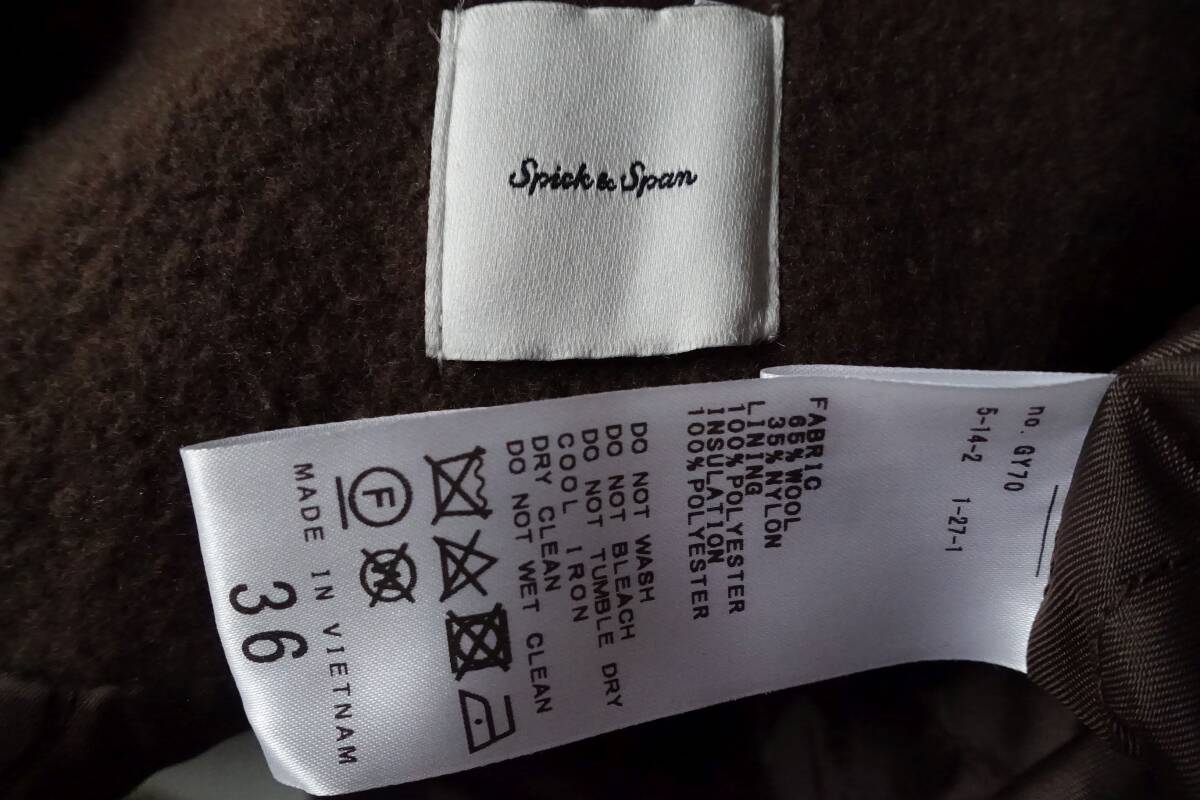 Spick & Span
no. GY70
5-14-2 1-27-1
FABRIC
65%WOOL
35%NYLON
LINING
100%POLYESTER
INSULATION
100%POLYESTER
DO NOT WASH
DO NOT BLEACH
DO NOT TUMBLE DRY
COOL IRON
DRY CLEAN
DO NOT WET CLEAN
F
W
MADE IN VIETNAM
36